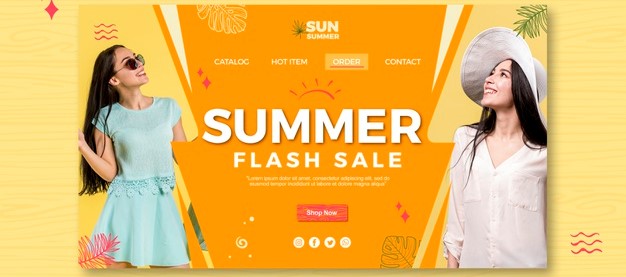 SUN
SUMMER
CATALOG HOT ITEM ORDER CONTACT
SUMMER
FLASH SALE
Shop Now